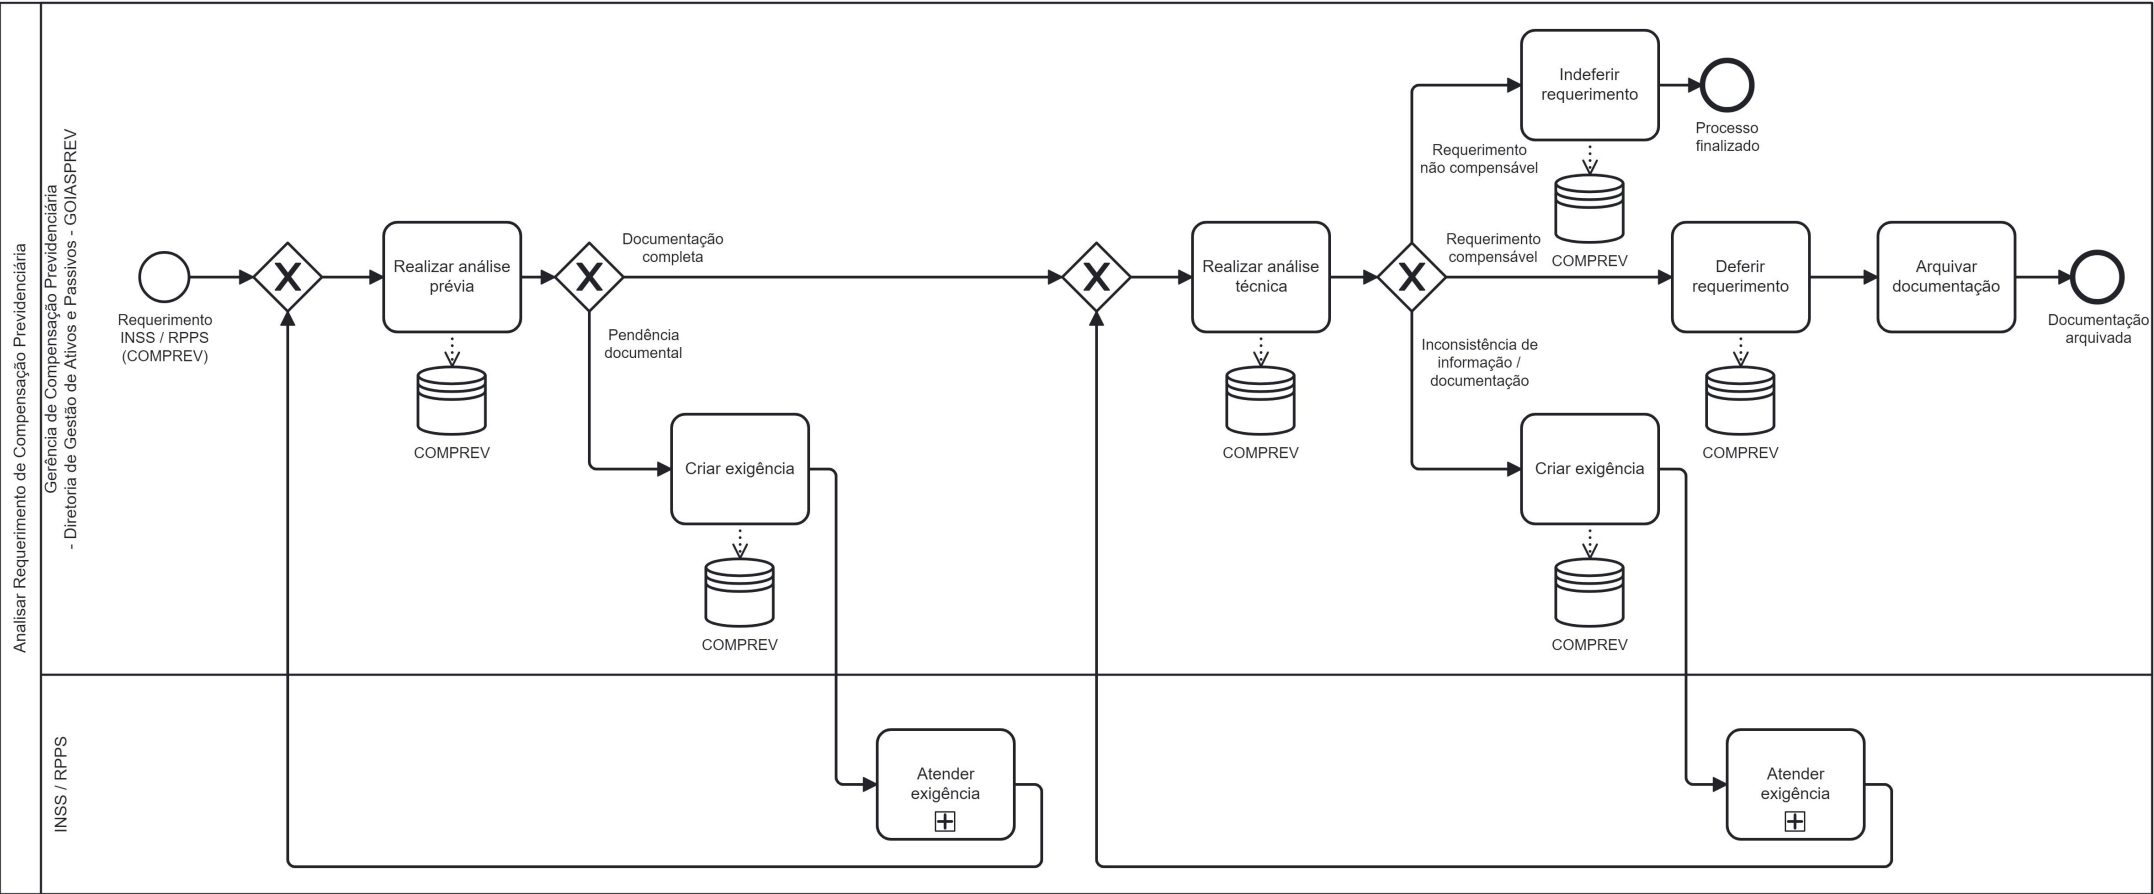 Analisar Requerimento de Compensação Previdenciária
Gerência de Compensação Previdenciária
- Diretoria de Gestão de Ativos e Passivos - GOIASPREV
Requerimento
INSS / RPPS
(COMPREV)
Realizar análise
prévia
COMPREV
Documentação
completa
Pendência
documental
Criar exigência
COMPREV
Realizar análise
técnica
COMPREV
Requerimento
não compensável
Indeferir
requerimento
COMPREV
Processo
finalizado
Requerimento
compensável
Deferir
requerimento
COMPREV
Arquivar
documentação
Documentação
arquivada
Inconsistência de
informação /
documentação
Criar exigência
COMPREV
INSS / RPPS
Atender
exigência
Atender
exigência